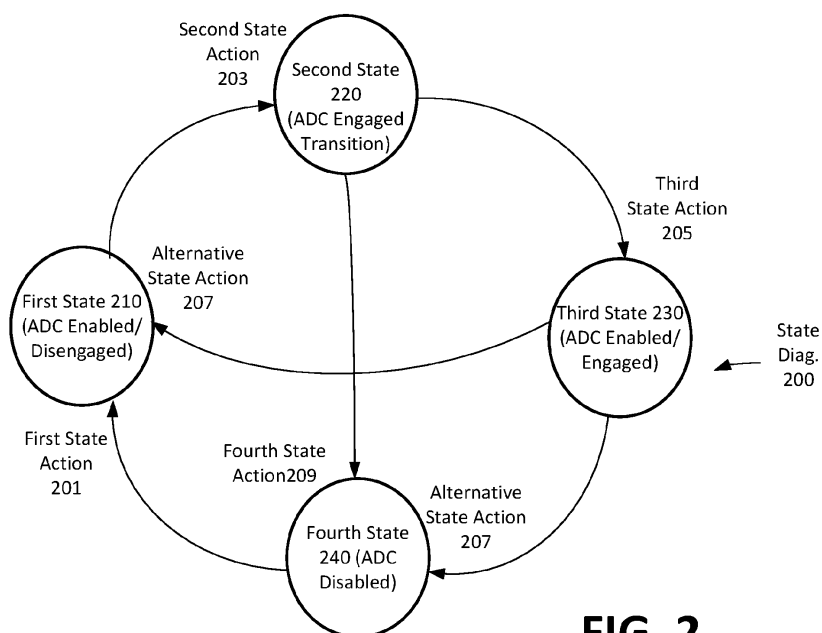 Second State
Action
203
Second State
220
(ADC Engaged
Transition)
Third
State Action
205
Alternative
State Action
207
First State 210
(ADC Enabled/
Disengaged)
Third State 230
(ADC Enabled/
Engaged)
State
Diag.
200
First State
Action
201
Fourth State
Action209
Alternative
State Action
207
Fourth State
240 (ADC
Disabled)
FIG. 2